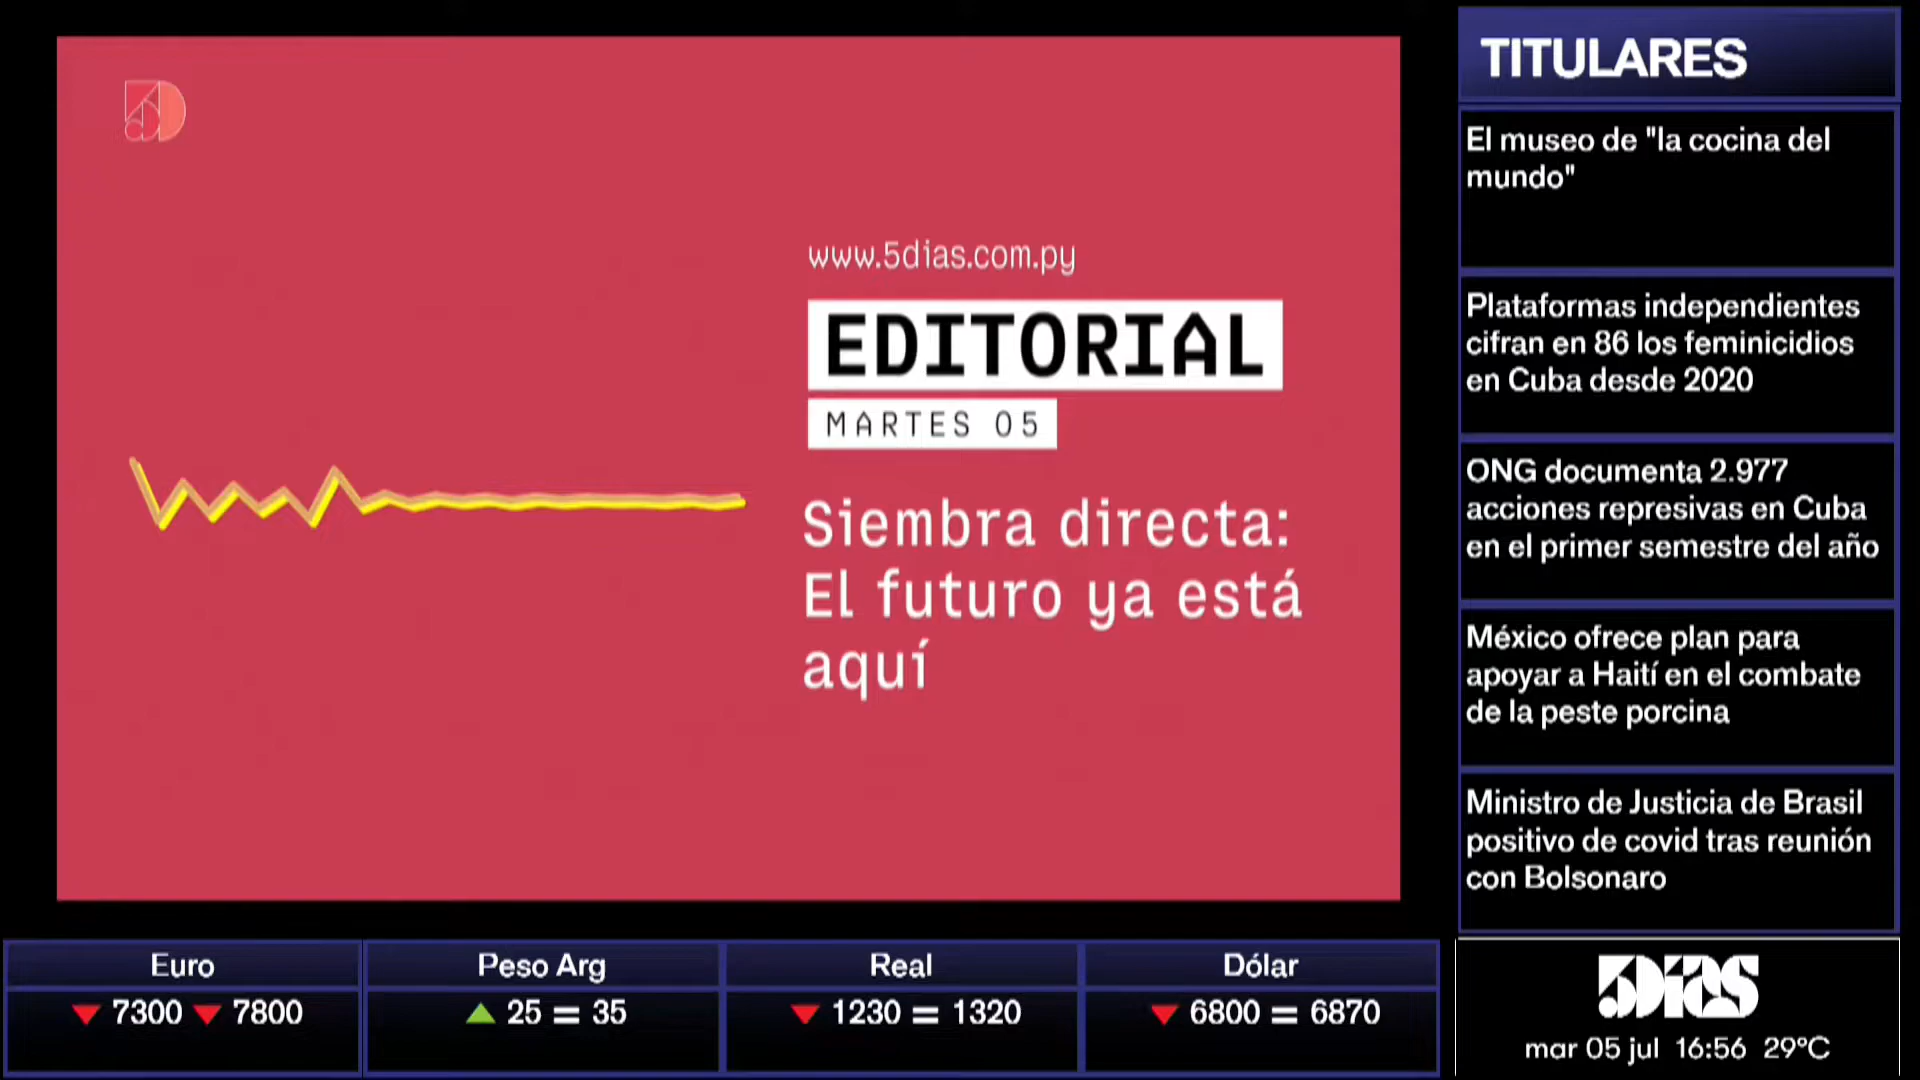 5D
www.5dias.com.py
EDITORIAL
MARTES 05
Siembra directa:
El futuro ya está
aquí
TITULARES
El museo de "la cocina del
mundo"
Plataformas independientes
cifran en 86 los feminicidios
en Cuba desde 2020
ONG documenta 2.977
acciones represivas en Cuba
en el primer semestre del año
México ofrece plan para
apoyar a Haití en el combate
de la peste porcina
Ministro de Justicia de Brasil
positivo de covid tras reunión
con Bolsonaro
Euro
7300 7800
Peso Arg
25 = 35
Real
1230 = 1320
Dólar
6800 = 6870
5Días
mar 05 jul 16:56 29°C